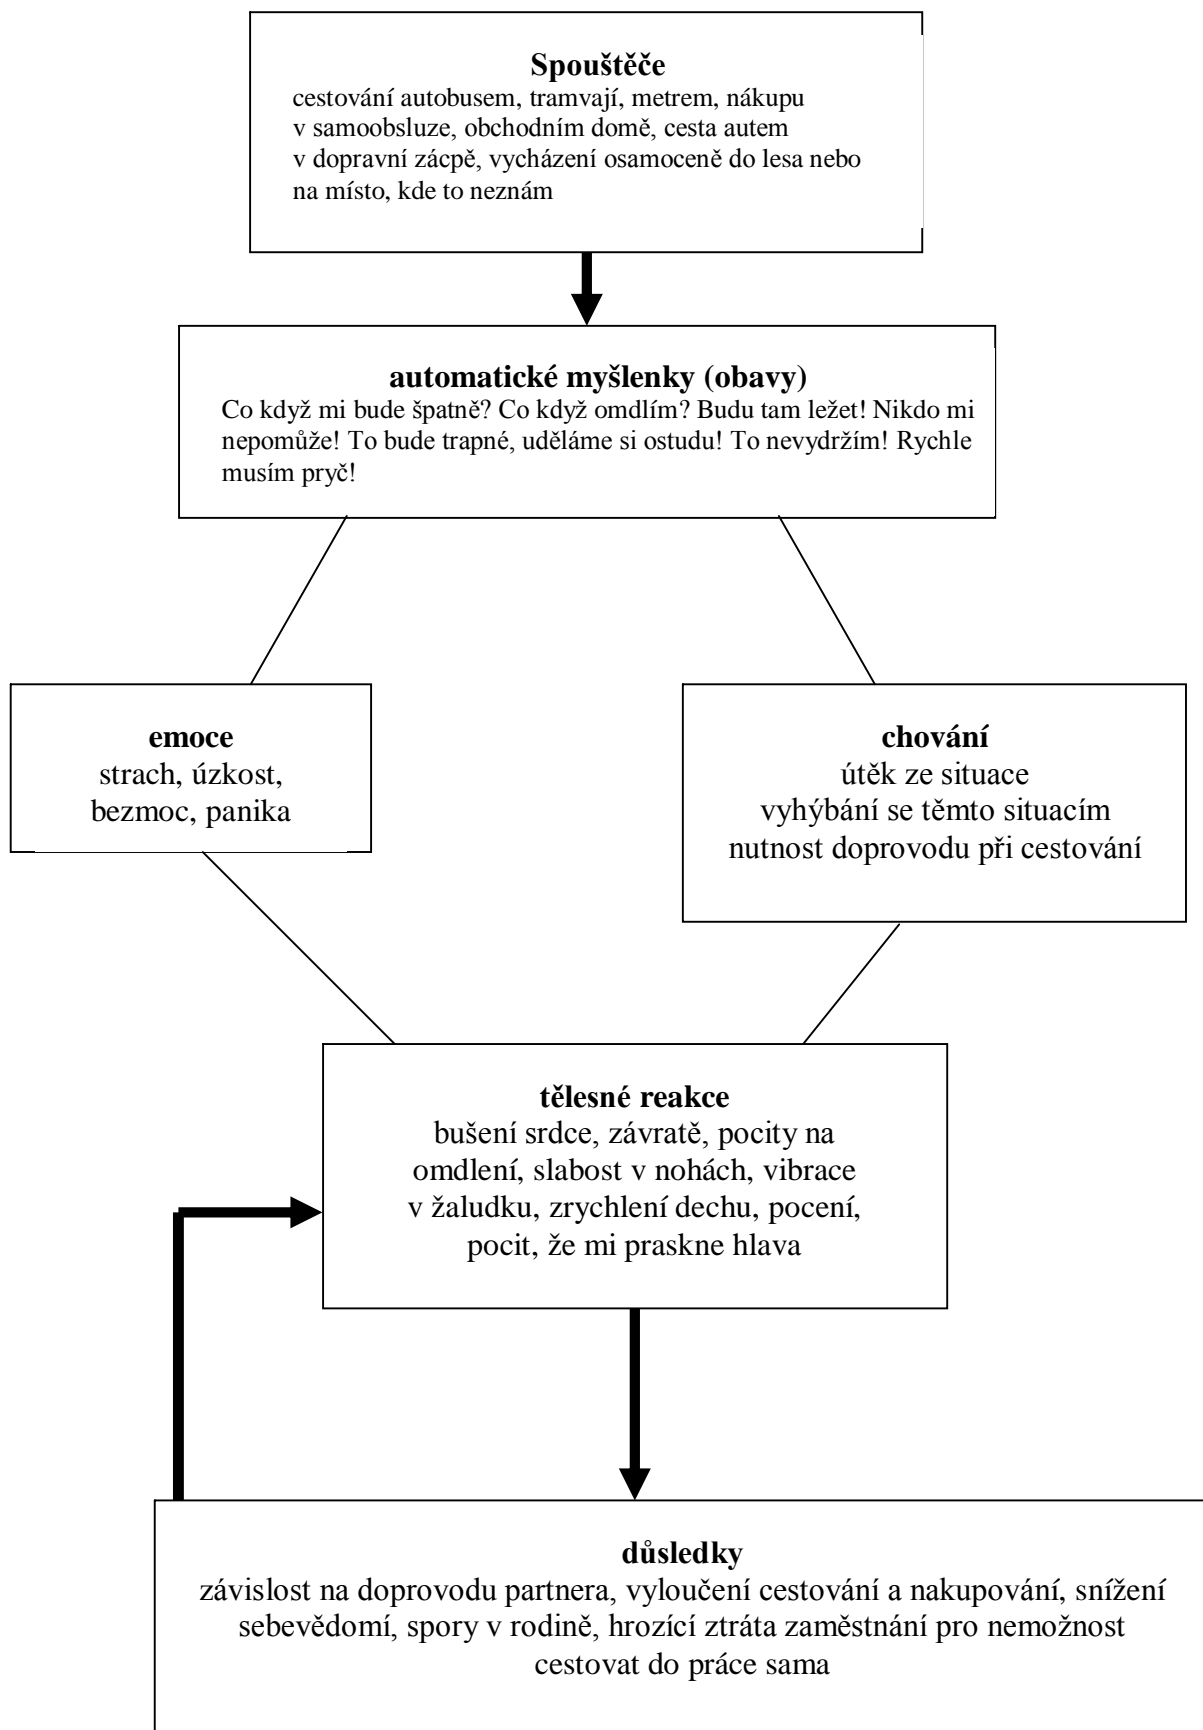 Spouštěče
cestování autobusem, tramvají, metrem, nákupu
v samoobsluze, obchodním domě, cesta autem
v dopravní zácpě, vycházení osamoceně do lesa nebo
na místo, kde to neznám
automatické myšlenky (obavy)
Co když mi bude špatně? Co když omdlím? Budu tam ležet! Nikdo mi
nepomůže! To bude trapné, uděláme si ostudu! To nevydržím! Rychle
musím pryč!
emoce
strach, úzkost,
bezmoc, panika
chování
útěk ze situace
vyhýbání se těmto situacím
nutnost doprovodu při cestování
tělesné reakce
bušení srdce, závratě, pocity na
omdlení, slabost v nohách, vibrace
v žaludku, zrychlení dechu, pocení,
pocit, že mi praskne hlava
důsledky
závislost na doprovodu partnera, vyloučení cestování a nakupování, snížení
sebevědomí, spory v rodině, hrozící ztráta zaměstnání pro nemožnost
cestovat do práce sama